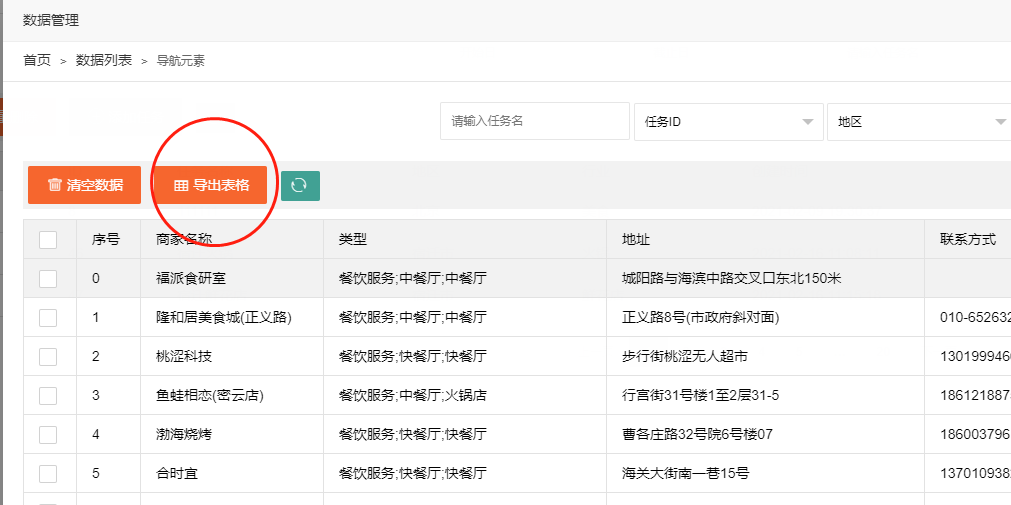 数据管理
首页 > 数据列表 > 导航元素
请输入任务名 任务ID 地区
清空数据 导出表格
序号 商家名称 类型 地址 联系方式
0 福派食研室 餐饮服务;中餐厅;中餐厅 城阳路与海滨中路交叉口东北150米
1 隆和居美食城(正义路) 餐饮服务;中餐厅;中餐厅 正义路8号(市政府斜对面) 010-652632
2 桃涩科技 餐饮服务;快餐厅;快餐厅 步行街桃涩无人超市 1301999460
3 鱼蛙相恋(密云店) 餐饮服务;中餐厅;火锅店 行宫街31号楼1至2层31-5 186121887
4 渤海烧烤 餐饮服务;快餐厅;快餐厅 曹各庄路32号院6号楼07 186003796
5 合时宜 餐饮服务;快餐厅;快餐厅 海关大街南一巷15号 137010938